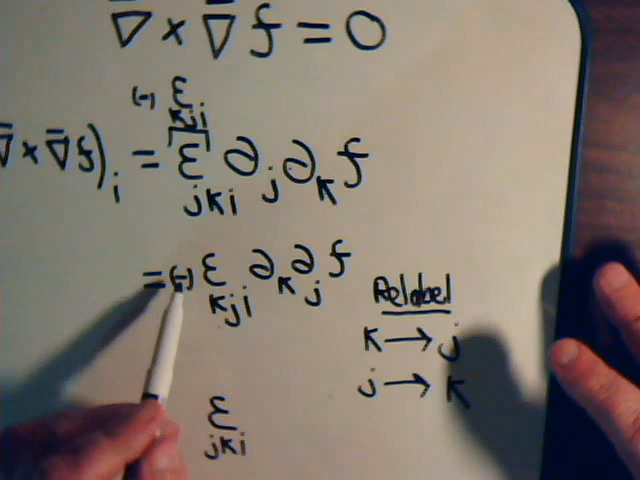 ∇̄ × ∇̄ f = 0
(-) ε_kji
∇̄ × ∇̄ f)_i = ε_jki ∂_j ∂_k f
= (-) ε_kji ∂_k ∂_j f
Relabel
k → j
j → k
ε_jki